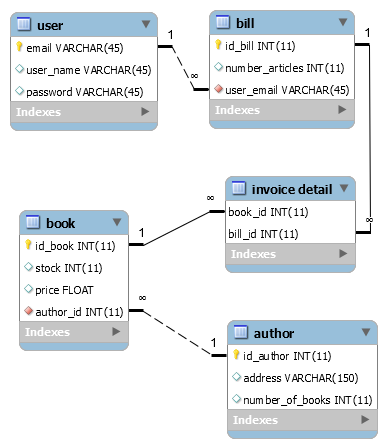 user
email VARCHAR(45)
user_name VARCHAR(45)
password VARCHAR(45)
Indexes
1
∞
bill
id_bill INT(11)
number_articles INT(11)
user_email VARCHAR(45)
Indexes
1
∞
invoice detail
book_id INT(11)
bill_id INT(11)
Indexes
∞
1
book
id_book INT(11)
stock INT(11)
price FLOAT
author_id INT(11)
Indexes
∞
1
author
id_author INT(11)
address VARCHAR(150)
number_of_books INT(11)
Indexes